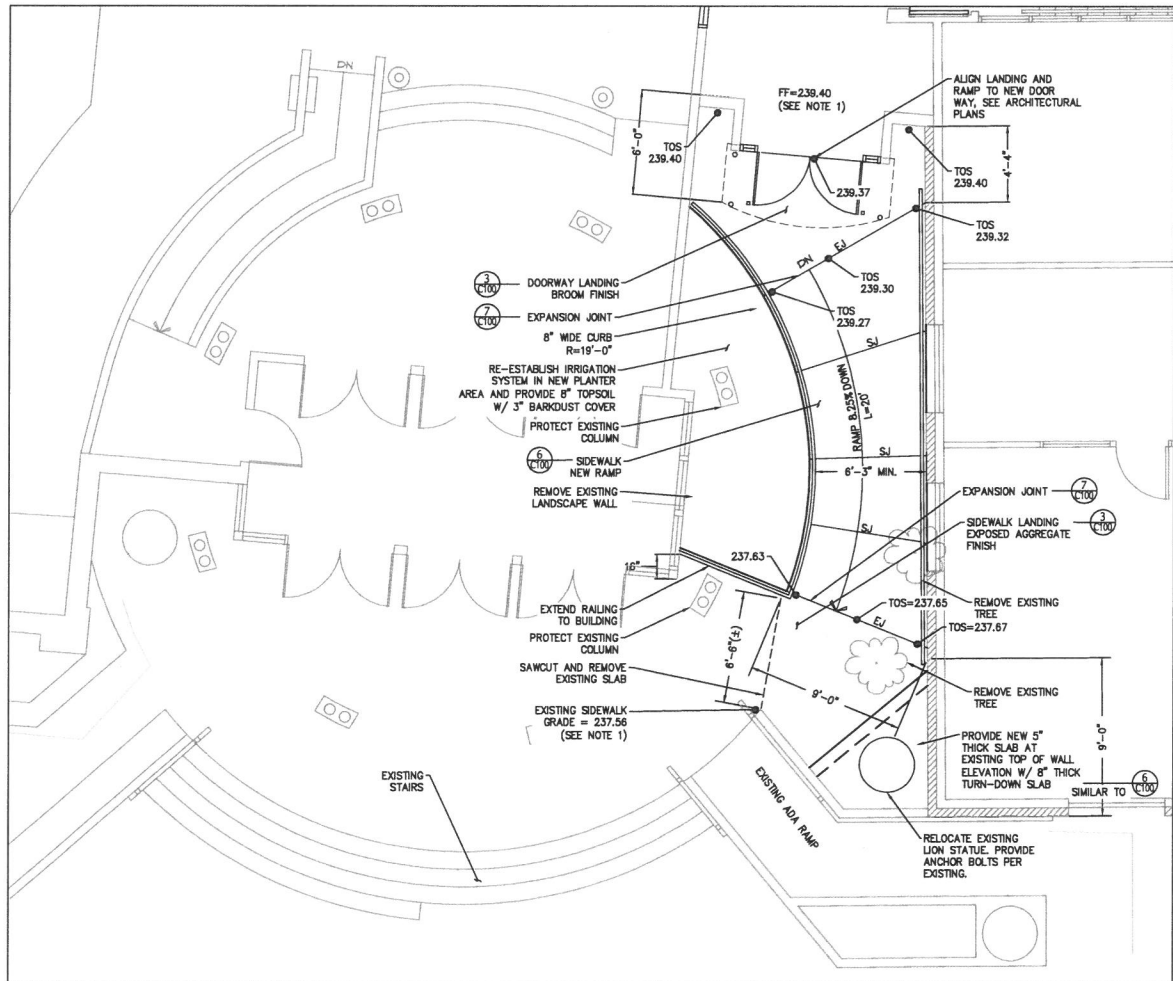 DN
FF=239.40
(SEE NOTE 1)
ALIGN LANDING AND
RAMP TO NEW DOOR
WAY, SEE ARCHITECTURAL
PLANS
6'-0"
TOS
239.40
239.37
TOS
239.40
4'-4"
TOS
239.32
EJ
DN
TOS
239.30
TOS
239.27
3
C100
DOORWAY LANDING
BROOM FINISH
7
C100
EXPANSION JOINT
8" WIDE CURB
R=19'-0"
RE-ESTABLISH IRRIGATION
SYSTEM IN NEW PLANTER
AREA AND PROVIDE 8" TOPSOIL
W/ 3" BARKDUST COVER
PROTECT EXISTING
COLUMN
6
C100
SIDEWALK
NEW RAMP
REMOVE EXISTING
LANDSCAPE WALL
SJ
RAMP 8.25% DOWN
L=20'
SJ
6'-3" MIN.
SJ
EXPANSION JOINT
7
C100
SIDEWALK LANDING
EXPOSED AGGREGATE
FINISH
3
C100
237.63
16"
EXTEND RAILING
TO BUILDING
PROTECT EXISTING
COLUMN
SAWCUT AND REMOVE
EXISTING SLAB
EXISTING SIDEWALK
GRADE = 237.56
(SEE NOTE 1)
6'-6"(±)
9'-0"
REMOVE EXISTING
TREE
TOS=237.65
EJ
TOS=237.67
REMOVE EXISTING
TREE
9'-0"
PROVIDE NEW 5"
THICK SLAB AT
EXISTING TOP OF WALL
ELEVATION W/ 8" THICK
TURN-DOWN SLAB
SIMILAR TO
6
C100
EXISTING
STAIRS
EXISTING ADA RAMP
RELOCATE EXISTING
LION STATUE. PROVIDE
ANCHOR BOLTS PER
EXISTING.